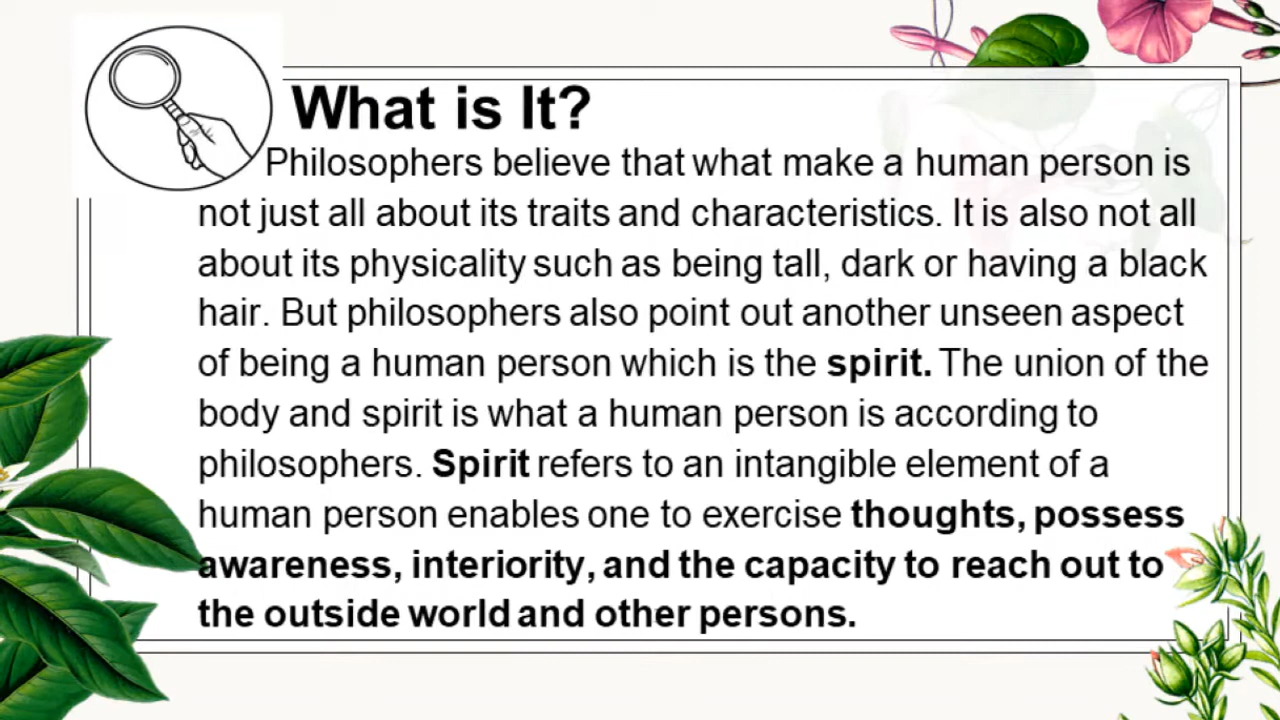 What is It?
Philosophers believe that what make a human person is
not just all about its traits and characteristics. It is also not all
about its physicality such as being tall, dark or having a black
hair. But philosophers also point out another unseen aspect
of being a human person which is the spirit. The union of the
body and spirit is what a human person is according to
philosophers. Spirit refers to an intangible element of a
human person enables one to exercise thoughts, possess
awareness, interiority, and the capacity to reach out to
the outside world and other persons.